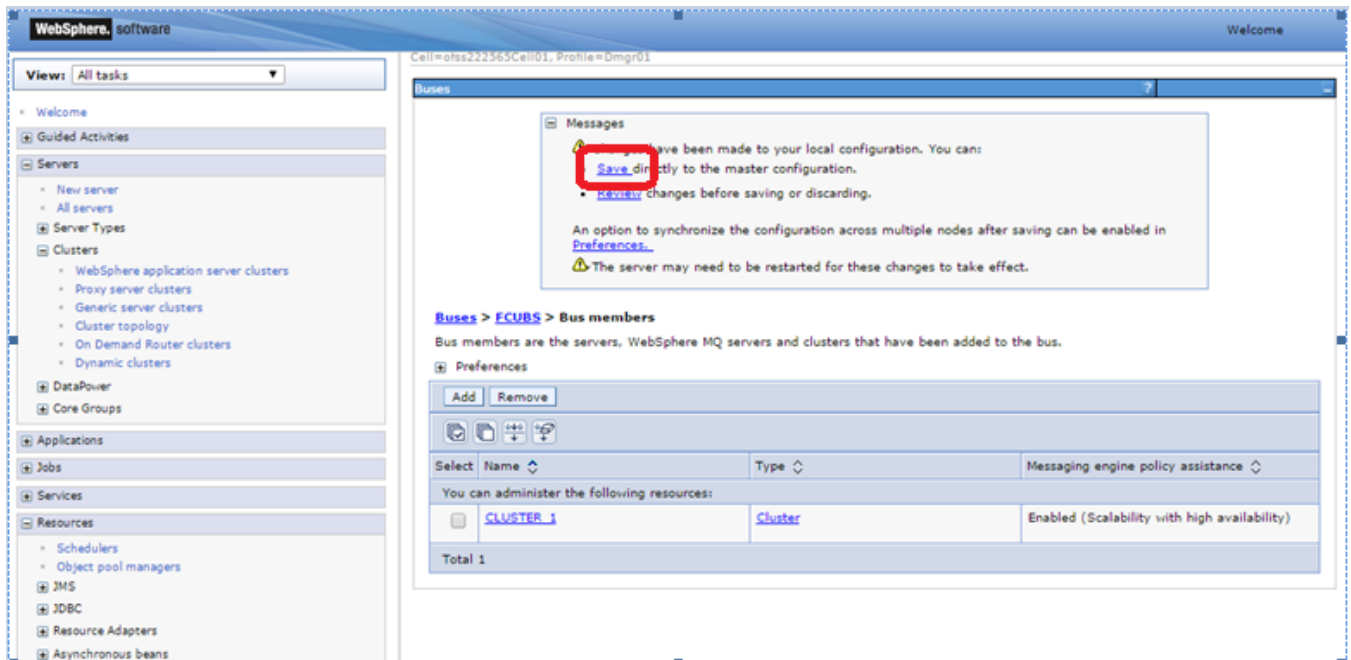 WebSphere. software
Welcome
View: All tasks
Cell=ofss222565Cell01, Profile=Dmgr01
Buses ?
Welcome
Guided Activities
Servers
New server
All servers
Server Types
Clusters
WebSphere application server clusters
Proxy server clusters
Generic server clusters
Cluster topology
On Demand Router clusters
Dynamic clusters
DataPower
Core Groups
Applications
Jobs
Services
Resources
Schedulers
Object pool managers
JMS
JDBC
Resource Adapters
Asynchronous beans
Messages
have been made to your local configuration. You can:
Save directly to the master configuration.
Review changes before saving or discarding.
An option to synchronize the configuration across multiple nodes after saving can be enabled in
Preferences.
The server may need to be restarted for these changes to take effect.
Buses > FCUBS > Bus members
Bus members are the servers, WebSphere MQ servers and clusters that have been added to the bus.
Preferences
Add Remove
Select Name Type Messaging engine policy assistance
You can administer the following resources:
CLUSTER_1 Cluster Enabled (Scalability with high availability)
Total 1